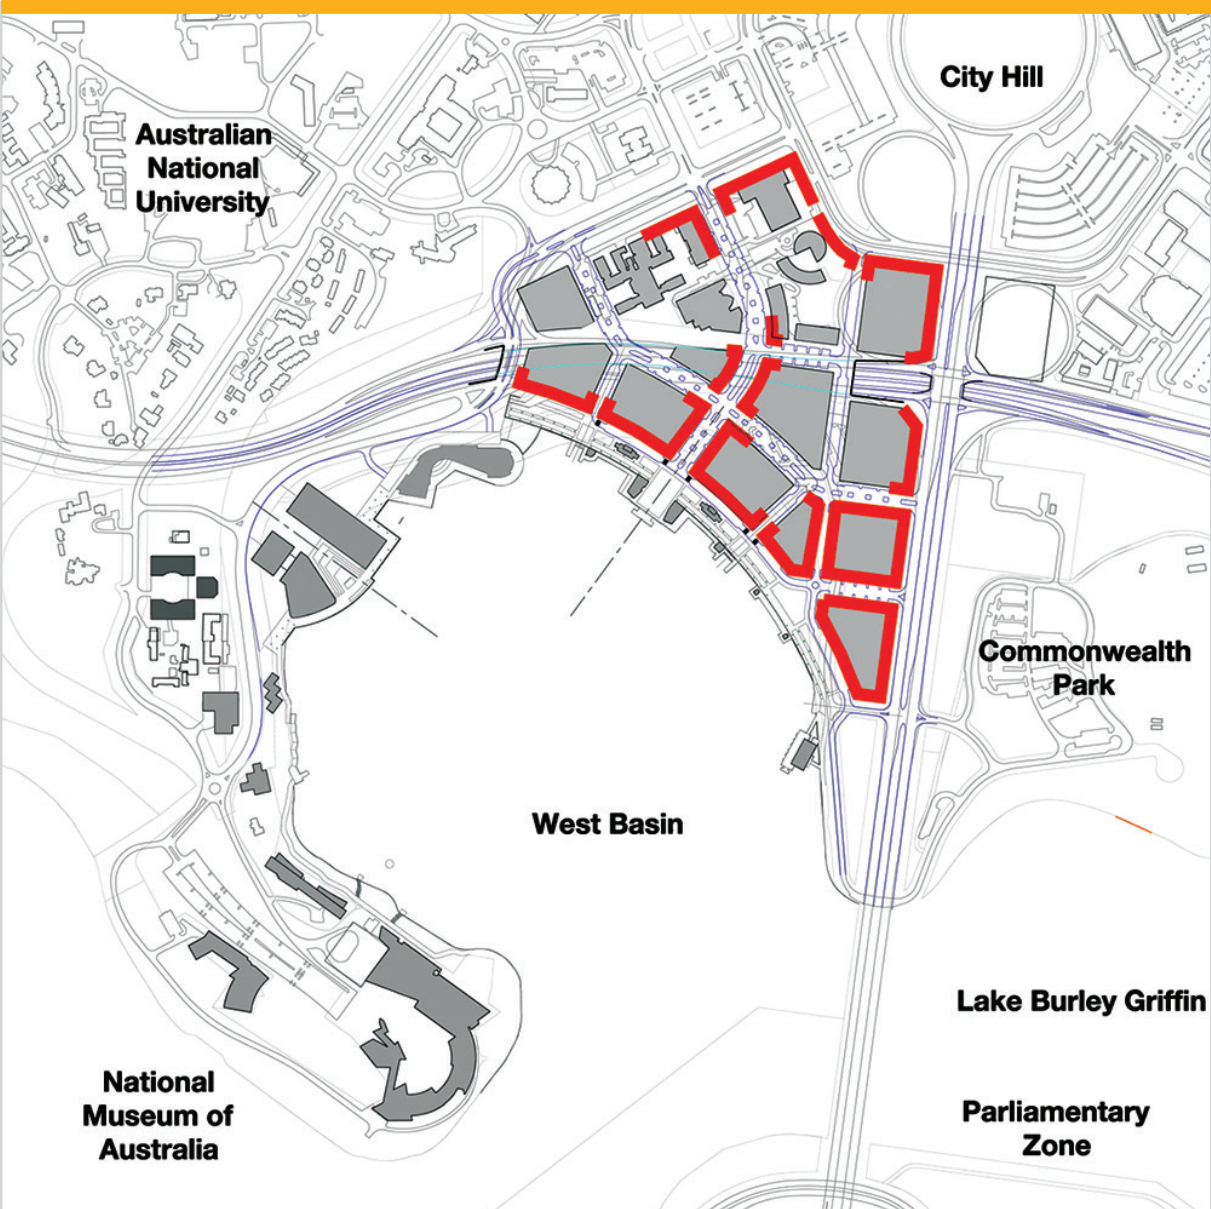 City Hill
Australian
National
University
Commonwealth
Park
West Basin
Lake Burley Griffin
National
Museum of
Australia
Parliamentary
Zone